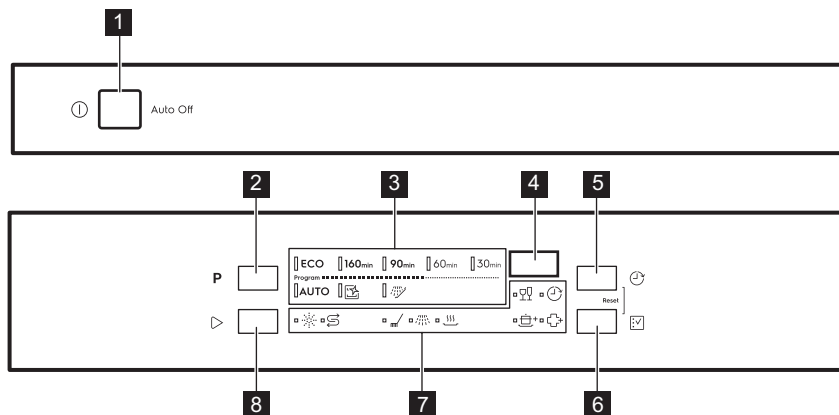 1
Auto Off
2 3 4 5
ECO 160min 90min 60min 30min
P
Program
AUTO
Reset
8 7 6